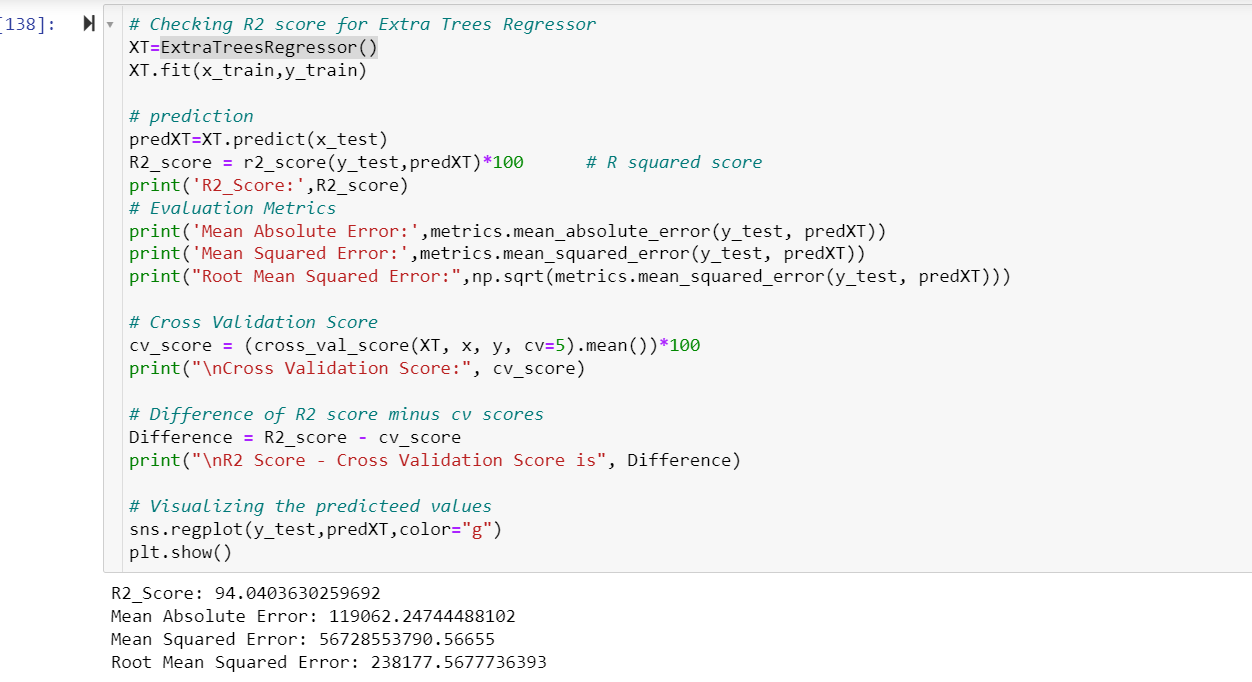 [138]:
# Checking R2 score for Extra Trees Regressor
XT=ExtraTreesRegressor()
XT.fit(x_train,y_train)
# prediction
predXT=XT.predict(x_test)
R2_score = r2_score(y_test,predXT)*100      # R squared score
print('R2_Score:',R2_score)
# Evaluation Metrics
print('Mean Absolute Error:',metrics.mean_absolute_error(y_test, predXT))
print('Mean Squared Error:',metrics.mean_squared_error(y_test, predXT))
print("Root Mean Squared Error:",np.sqrt(metrics.mean_squared_error(y_test, predXT)))
# Cross Validation Score
cv_score = (cross_val_score(XT, x, y, cv=5).mean())*100
print("\nCross Validation Score:", cv_score)
# Difference of R2 score minus cv scores
Difference = R2_score - cv_score
print("\nR2 Score - Cross Validation Score is", Difference)
# Visualizing the predicteed values
sns.regplot(y_test,predXT,color="g")
plt.show()
R2_Score: 94.0403630259692
Mean Absolute Error: 119062.24744488102
Mean Squared Error: 56728553790.56655
Root Mean Squared Error: 238177.5677736393